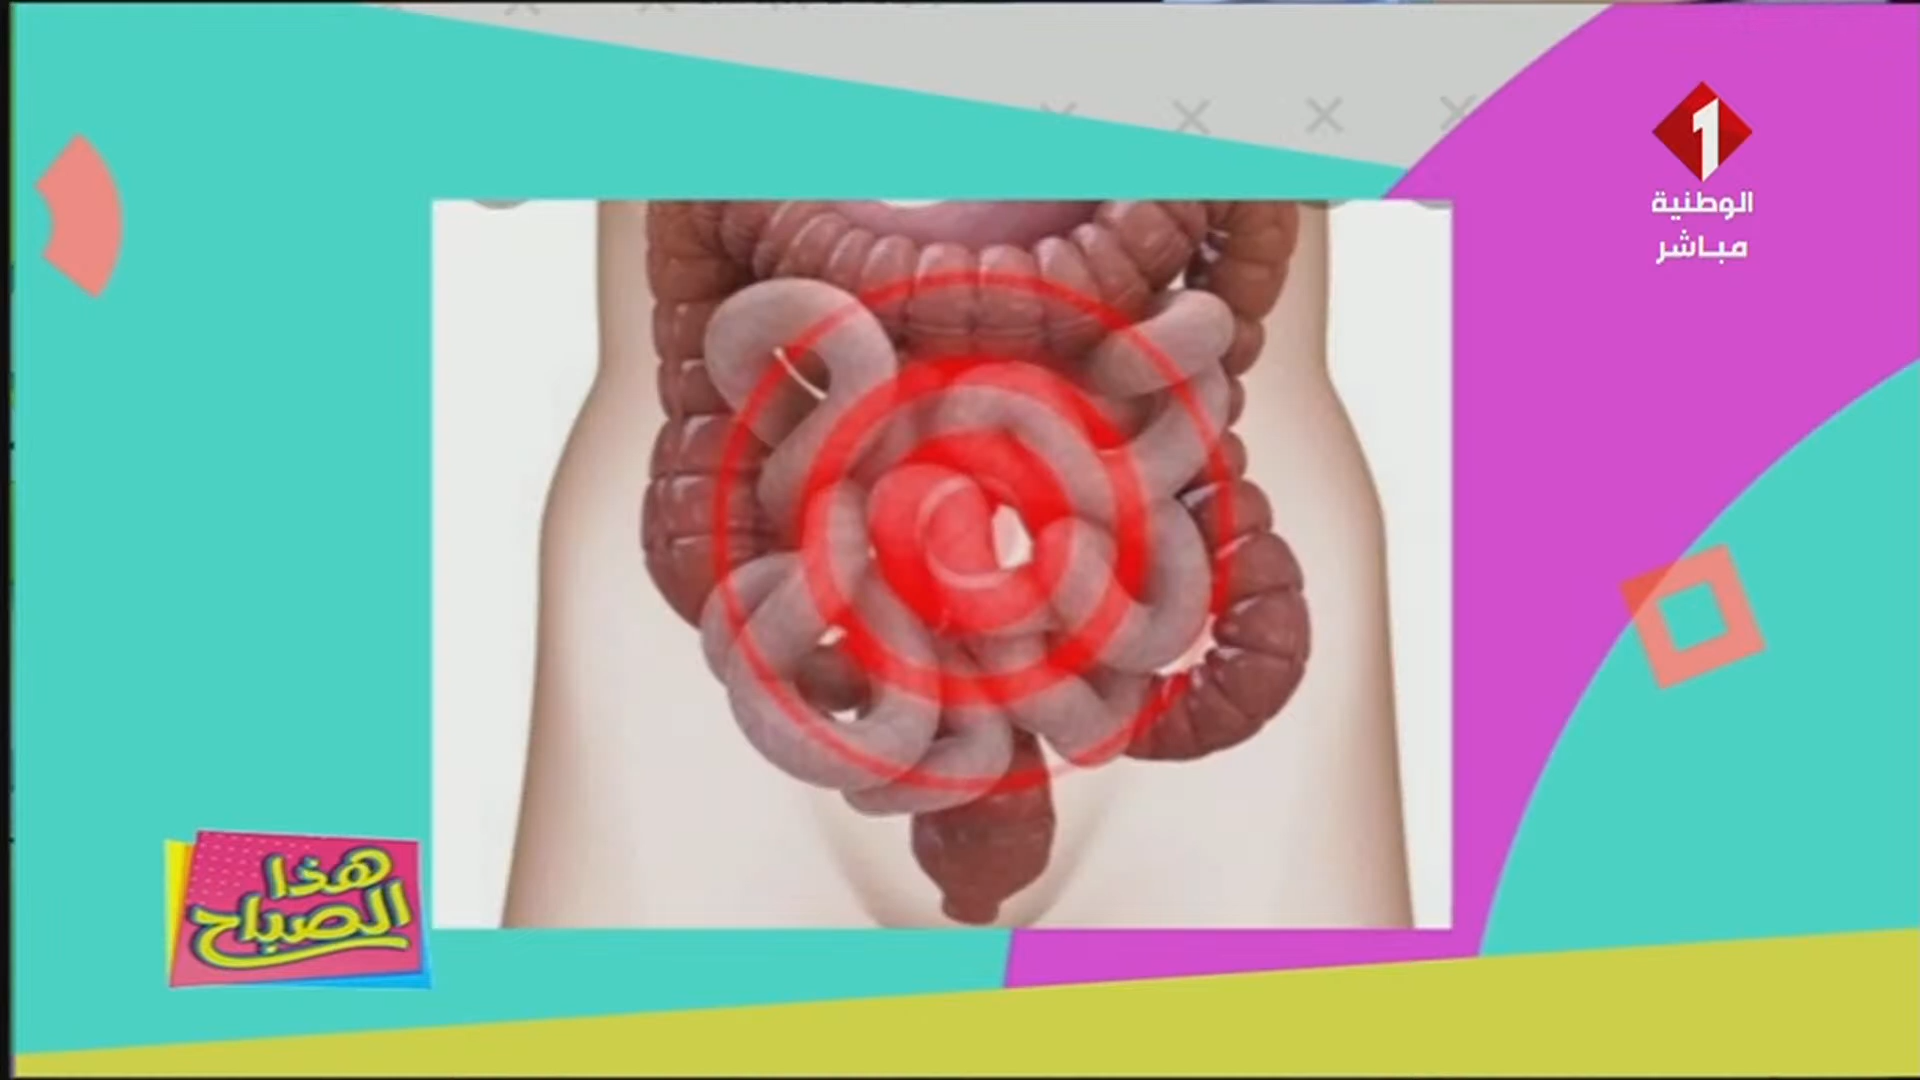 1
الوطنية
مباشر
هذا
الصباح